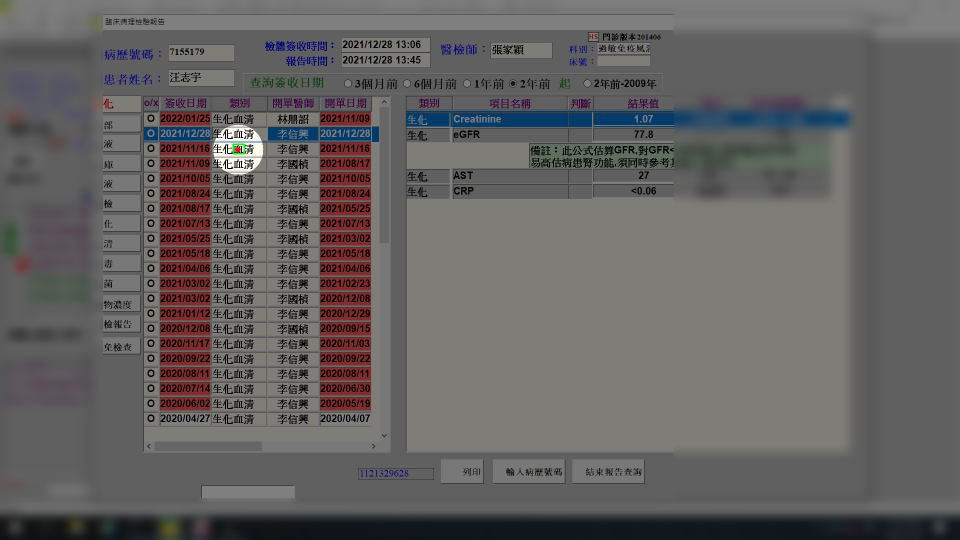 臨床病理檢驗報告
HS 門診版本201406
病歷號碼： 7155179 檢體簽收時間： 2021/12/28 13:06 醫檢師： 張家穎 科別： 過敏免疫風濕
報告時間： 2021/12/28 13:45 床號：
患者姓名： 汪志宇 查詢簽收日期 3個月前 6個月前 1年前 2年前 起 2年前-2009年
化 o/x 簽收日期 類別 開單醫師 開單日期 類別 項目名稱 判斷 結果值
O 2022/01/25 生化血清 林朋詔 2021/11/09 生化 Creatinine 1.07
部 O 2021/12/28 生化血清 李信興 2021/12/28 生化 eGFR 77.8
液 O 2021/11/16 生化血清 李信興 2021/11/16 備註：此公式估算GFR,對GFR<
庫 O 2021/11/09 生化血清 李國楨 2021/08/17 易高估病患腎功能,須同時參考其
液 O 2021/10/05 生化血清 李信興 2021/10/05 生化 AST 27
O 2021/08/24 生化血清 李信興 2021/08/24 生化 CRP <0.06
檢 O 2021/08/17 生化血清 李國楨 2021/05/25
化 O 2021/07/13 生化血清 李信興 2021/07/13
清 O 2021/05/25 生化血清 李國楨 2021/03/02
O 2021/05/18 生化血清 李信興 2021/05/18
毒 O 2021/04/06 生化血清 李信興 2021/04/06
菌 O 2021/03/02 生化血清 李信興 2021/02/23
物濃度 O 2021/03/02 生化血清 李國楨 2020/12/08
O 2021/01/12 生化血清 李信興 2020/12/29
檢報告 O 2020/12/08 生化血清 李國楨 2020/09/15
免檢查 O 2020/11/17 生化血清 李信興 2020/11/03
O 2020/09/22 生化血清 李信興 2020/09/22
O 2020/08/11 生化血清 李信興 2020/08/11
O 2020/07/14 生化血清 李信興 2020/06/30
O 2020/06/02 生化血清 李信興 2020/05/19
O 2020/04/27 生化血清 李信興 2020/04/07
1121329628 列印 輸入病歷號碼 結束報告查詢